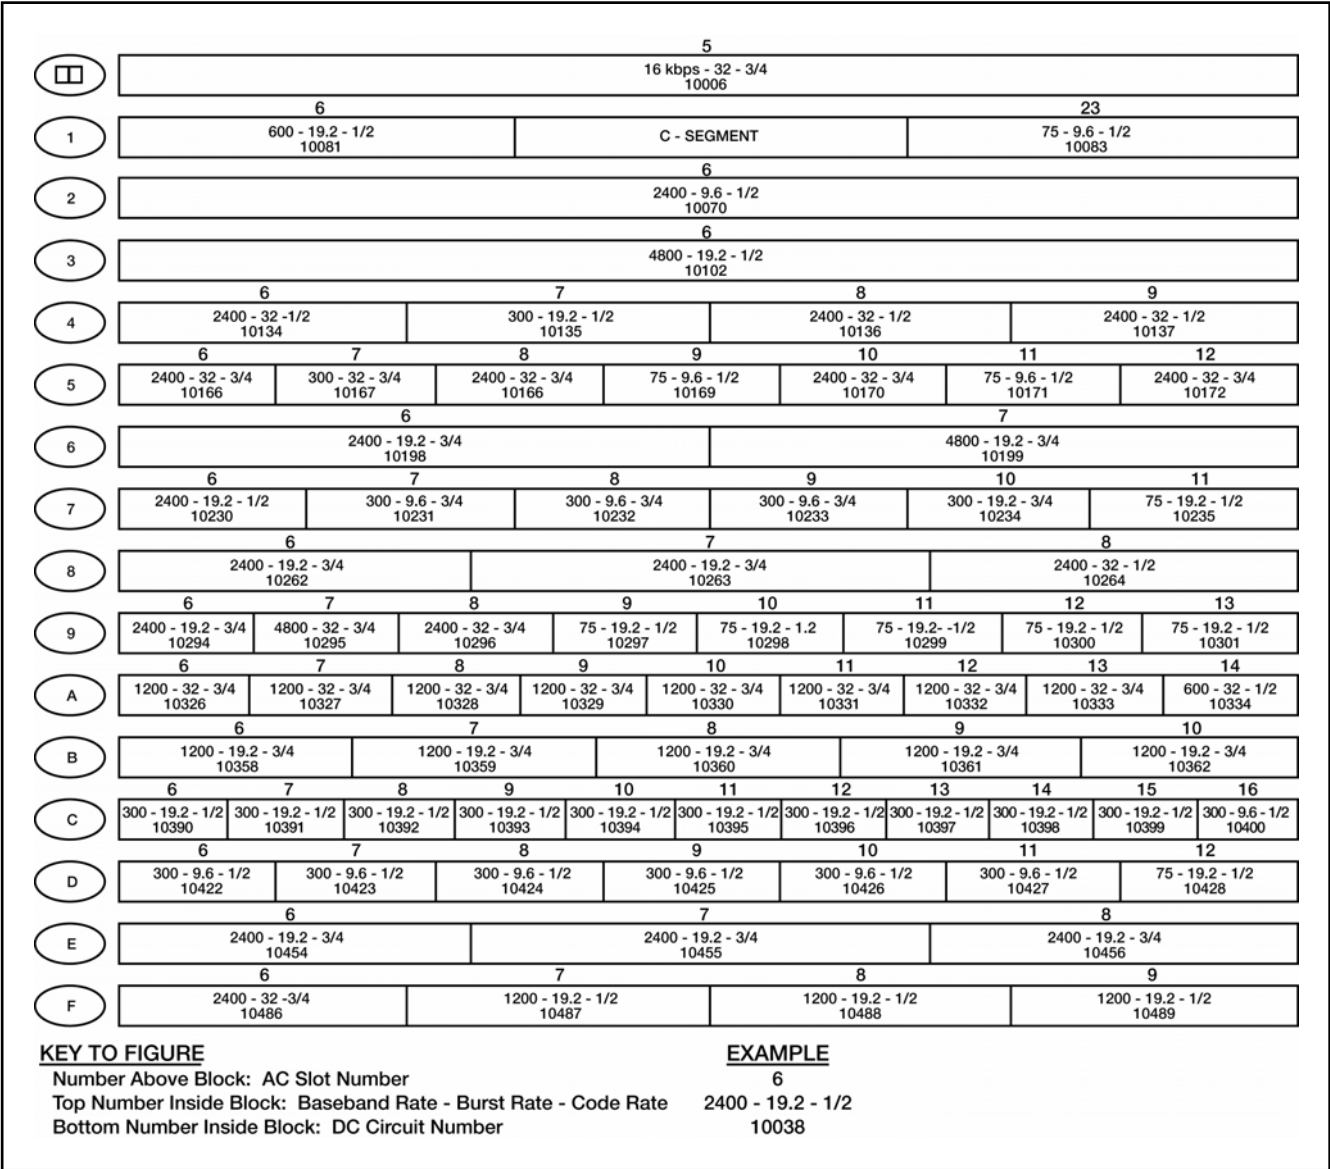 5
16 kbps - 32 - 3/4
10006
6 23
1 600 - 19.2 - 1/2 C - SEGMENT 75 - 9.6 - 1/2
10081 10083
6
2 2400 - 9.6 - 1/2
10070
6
3 4800 - 19.2 - 1/2
10102
6 7 8 9
4 2400 - 32 -1/2 300 - 19.2 - 1/2 2400 - 32 - 1/2 2400 - 32 - 1/2
10134 10135 10136 10137
6 7 8 9 10 11 12
5 2400 - 32 - 3/4 300 - 32 - 3/4 2400 - 32 - 3/4 75 - 9.6 - 1/2 2400 - 32 - 3/4 75 - 9.6 - 1/2 2400 - 32 - 3/4
10166 10167 10166 10169 10170 10171 10172
6 7
6 2400 - 19.2 - 3/4 4800 - 19.2 - 3/4
10198 10199
6 7 8 9 10 11
7 2400 - 19.2 - 1/2 300 - 9.6 - 3/4 300 - 9.6 - 3/4 300 - 9.6 - 3/4 300 - 19.2 - 3/4 75 - 19.2 - 1/2
10230 10231 10232 10233 10234 10235
6 7 8
8 2400 - 19.2 - 3/4 2400 - 19.2 - 3/4 2400 - 32 - 1/2
10262 10263 10264
6 7 8 9 10 11 12 13
9 2400 - 19.2 - 3/4 4800 - 32 - 3/4 2400 - 32 - 3/4 75 - 19.2 - 1/2 75 - 19.2 - 1.2 75 - 19.2- -1/2 75 - 19.2 - 1/2 75 - 19.2 - 1/2
10294 10295 10296 10297 10298 10299 10300 10301
6 7 8 9 10 11 12 13 14
A 1200 - 32 - 3/4 1200 - 32 - 3/4 1200 - 32 - 3/4 1200 - 32 - 3/4 1200 - 32 - 3/4 1200 - 32 - 3/4 1200 - 32 - 3/4 1200 - 32 - 3/4 600 - 32 - 1/2
10326 10327 10328 10329 10330 10331 10332 10333 10334
6 7 8 9 10
B 1200 - 19.2 - 3/4 1200 - 19.2 - 3/4 1200 - 19.2 - 3/4 1200 - 19.2 - 3/4 1200 - 19.2 - 3/4
10358 10359 10360 10361 10362
6 7 8 9 10 11 12 13 14 15 16
C 300 - 19.2 - 1/2 300 - 19.2 - 1/2 300 - 19.2 - 1/2 300 - 19.2 - 1/2 300 - 19.2 - 1/2 300 - 19.2 - 1/2 300 - 19.2 - 1/2 300 - 19.2 - 1/2 300 - 19.2 - 1/2 300 - 19.2 - 1/2 300 - 9.6 - 1/2
10390 10391 10392 10393 10394 10395 10396 10397 10398 10399 10400
6 7 8 9 10 11 12
D 300 - 9.6 - 1/2 300 - 9.6 - 1/2 300 - 9.6 - 1/2 300 - 9.6 - 1/2 300 - 9.6 - 1/2 300 - 9.6 - 1/2 75 - 19.2 - 1/2
10422 10423 10424 10425 10426 10427 10428
6 7 8
E 2400 - 19.2 - 3/4 2400 - 19.2 - 3/4 2400 - 19.2 - 3/4
10454 10455 10456
6 7 8 9
F 2400 - 32 -3/4 1200 - 19.2 - 1/2 1200 - 19.2 - 1/2 1200 - 19.2 - 1/2
10486 10487 10488 10489
KEY TO FIGURE EXAMPLE
Number Above Block: AC Slot Number 6
Top Number Inside Block: Baseband Rate - Burst Rate - Code Rate 2400 - 19.2 - 1/2
Bottom Number Inside Block: DC Circuit Number 10038